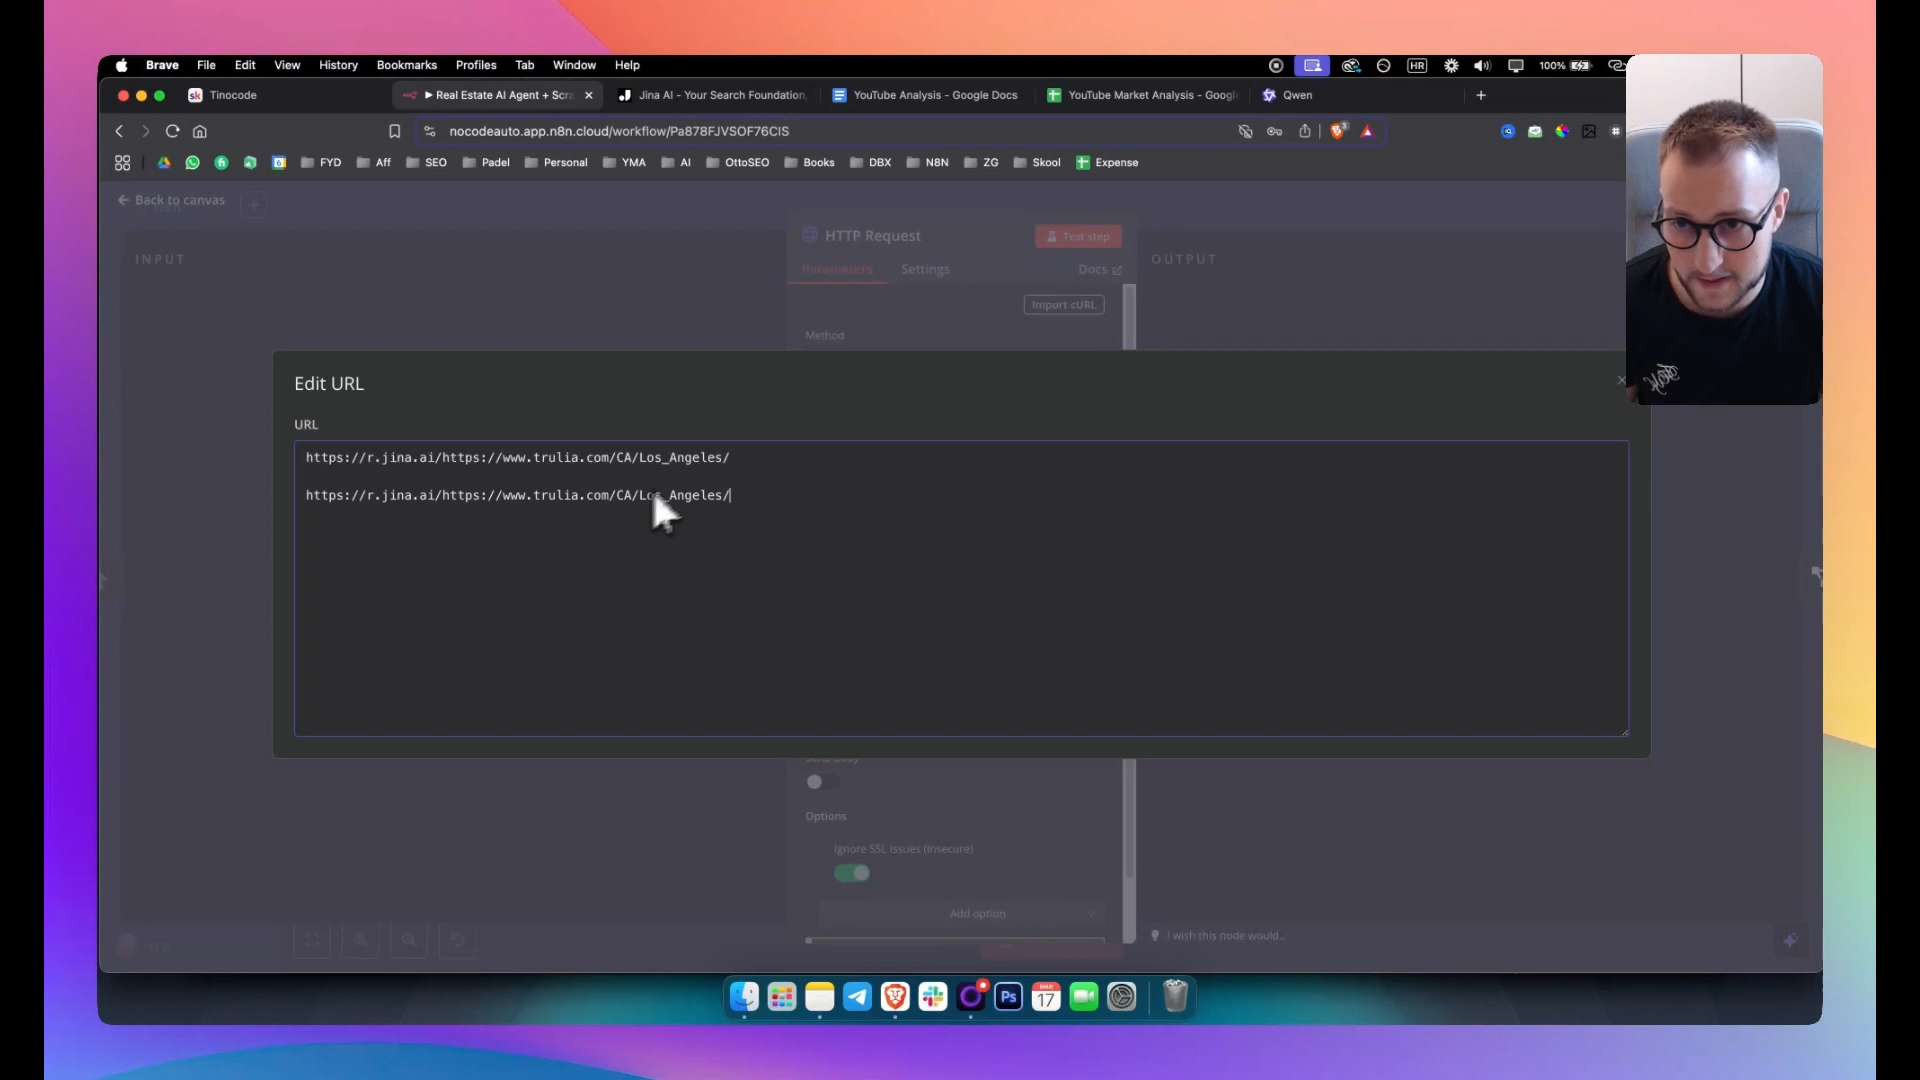 Brave File Edit View History Bookmarks Profiles Tab Window Help
HR
100%
Tinocode
Real Estate AI Agent + Scra
Jina AI - Your Search Foundation,
YouTube Analysis - Google Docs
YouTube Market Analysis - Googl
Qwen
nocodeauto.app.n8n.cloud/workflow/Pa878FJVSOF76CIS
FYD Aff SEO Padel Personal YMA AI OttoSEO Books DBX N8N ZG Skool Expense
Back to canvas
INPUT
HTTP Request
Test step
OUTPUT
Parameters Settings Docs
Import cURL
Method
Edit URL
URL
https://r.jina.ai/https://www.trulia.com/CA/Los_Angeles/
https://r.jina.ai/https://www.trulia.com/CA/Los_Angeles/
Options
Ignore SSL Issues (Insecure)
Add option
I wish this node would...
Ps
MAR
17